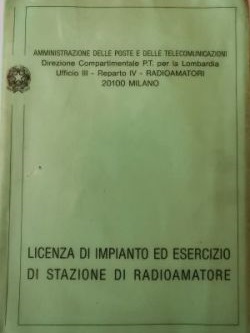 AMMINISTRAZIONE DELLE POSTE E DELLE TELECOMUNICAZIONI
Direzione Compartimentale P.T. per la Lombardia
Ufficio III - Reparto IV - RADIOAMATORI
20100 MILANO
LICENZA DI IMPIANTO ED ESERCIZIO
DI STAZIONE DI RADIOAMATORE